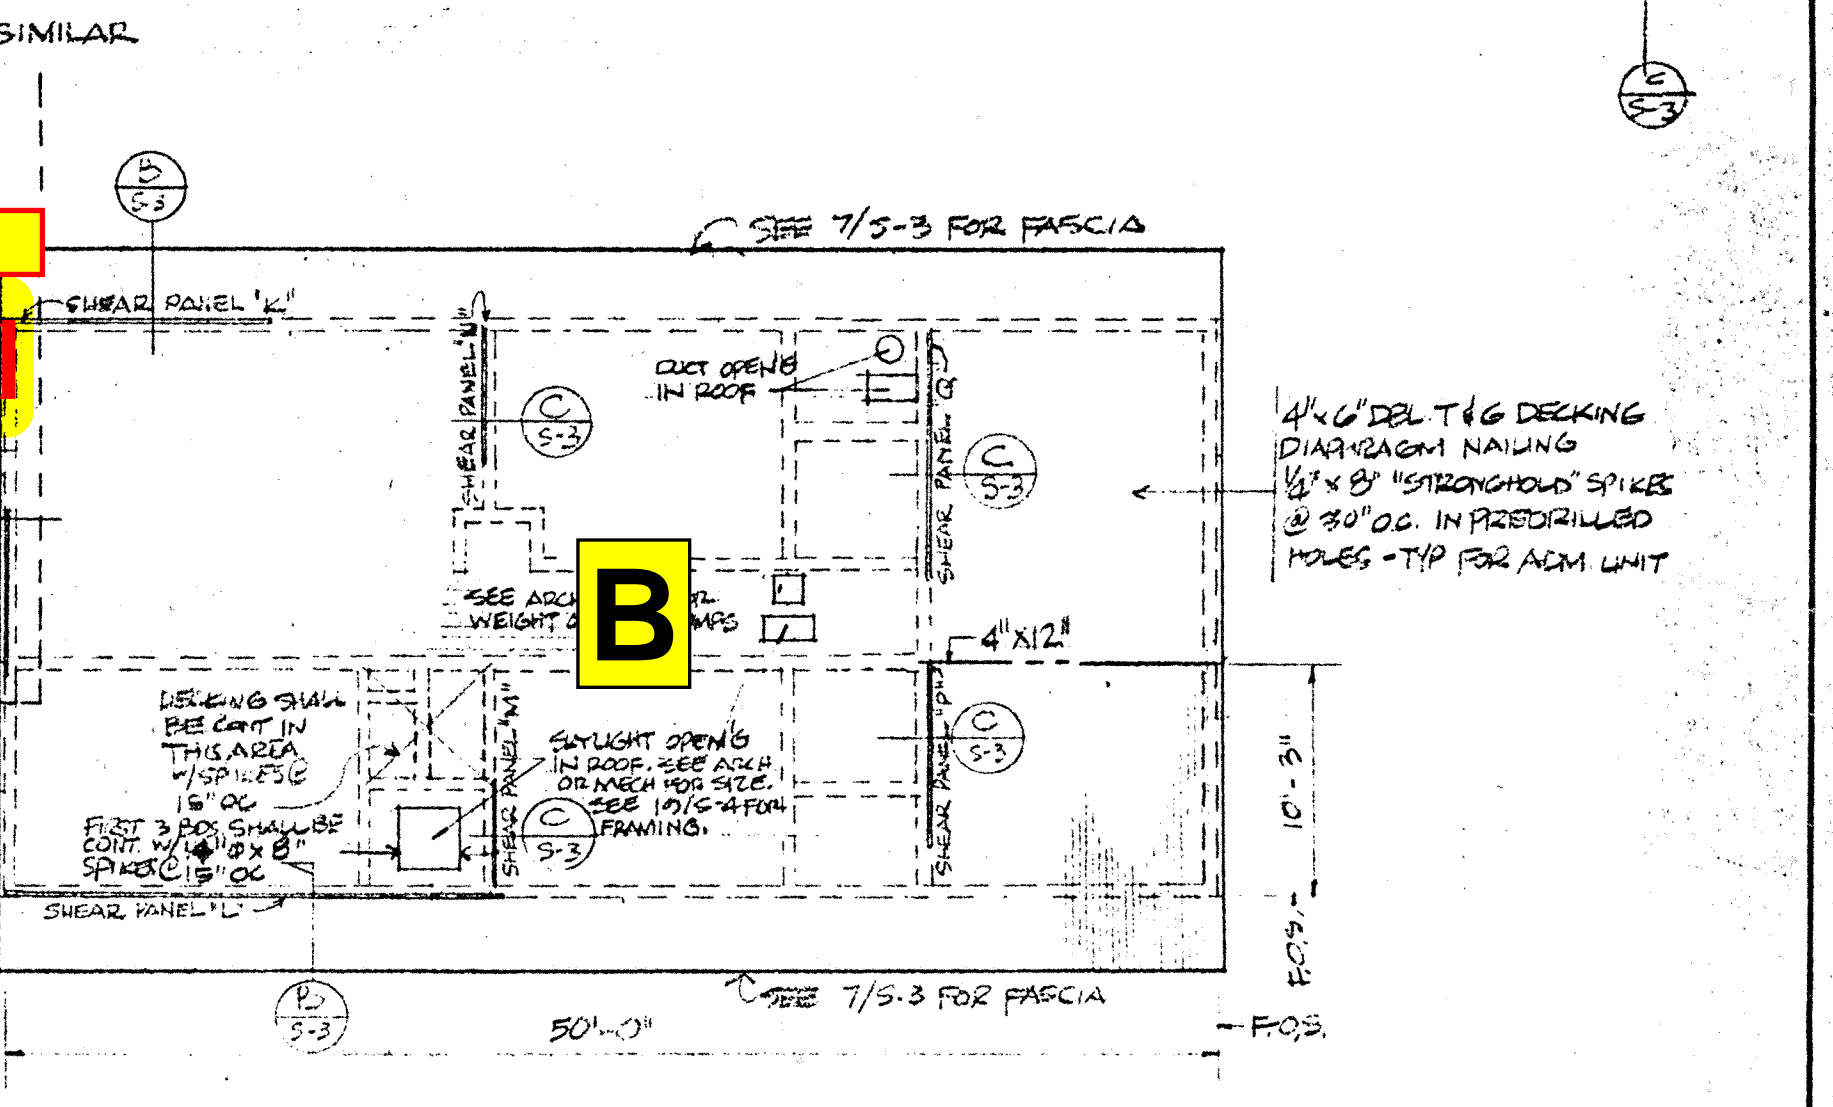 SIMILAR
C
S-3
B
S-3
SEE 7/S-3 FOR FASCIA
SHEAR PANEL "K"
SHEAR PANEL "N"
C
S-3
DUCT OPEN'G
IN ROOF
SHEAR PANEL Q
C
S-3
4"x6" DBL. T&G DECKING
DIAPHRAGM NAILING
1/4" x 8" "STRONGHOLD" SPIKES
@ 30" O.C. IN PREDRILLED
HOLES - TYP FOR ADM. UNIT
SEE ARCH
WEIGHT
B
4"x12"
DECKING SHALL
BE CONT IN
THIS AREA
W/SPIKES @
15" OC
FIRST 3 BDS. SHALL BE
CONT. W/ "Φ x 8"
SPIKES @ 15" OC
SHEAR PANEL "M"
SKYLIGHT OPEN'G
IN ROOF. SEE ARCH
OR MECH FOR SIZE.
SEE 10/S-4 FOR
FRAMING.
C
S-3
SHEAR PANEL "P"
C
S-3
10'-3"
F.O.S.
SHEAR PANEL "L"
B
S-3
SEE 7/S-3 FOR FASCIA
50'-0"
F.O.S.